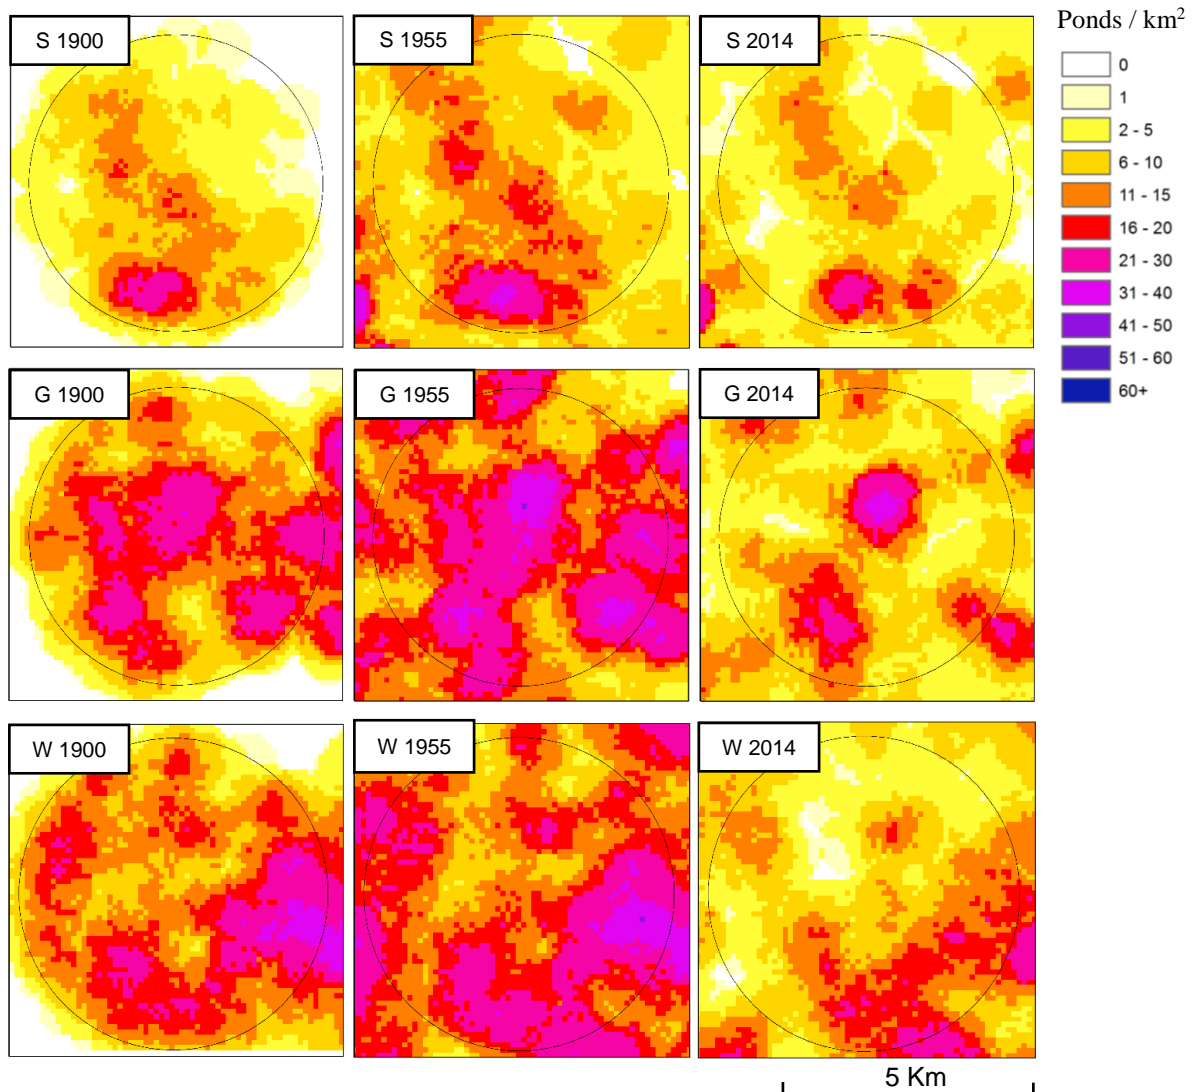 S 1900
S 1955
S 2014
Ponds / km²
0
1
2 - 5
6 - 10
11 - 15
16 - 20
21 - 30
31 - 40
41 - 50
51 - 60
60+
G 1900
G 1955
G 2014
W 1900
W 1955
W 2014
5 Km